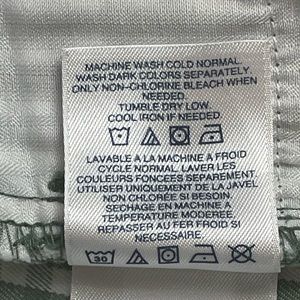 MACHINE WASH COLD NORMAL
WASH DARK COLORS SEPARATELY.
ONLY NON-CHLORINE BLEACH WHEN
NEEDED.
TUMBLE DRY LOW.
COOL IRON IF NEEDED.
LAVABLE A LA MACHINE A FROID
CYCLE NORMAL. LAVER LES
COULEURS FONCEES SEPAREMENT.
UTILISER UNIQUEMENT DE LA JAVEL
NON CHLORÉE SI BESOIN.
SECHAGE EN MACHINE A
TEMPERATURE MODEREE.
REPASSER AU FER FROID SI
NECESSAIRE.
30